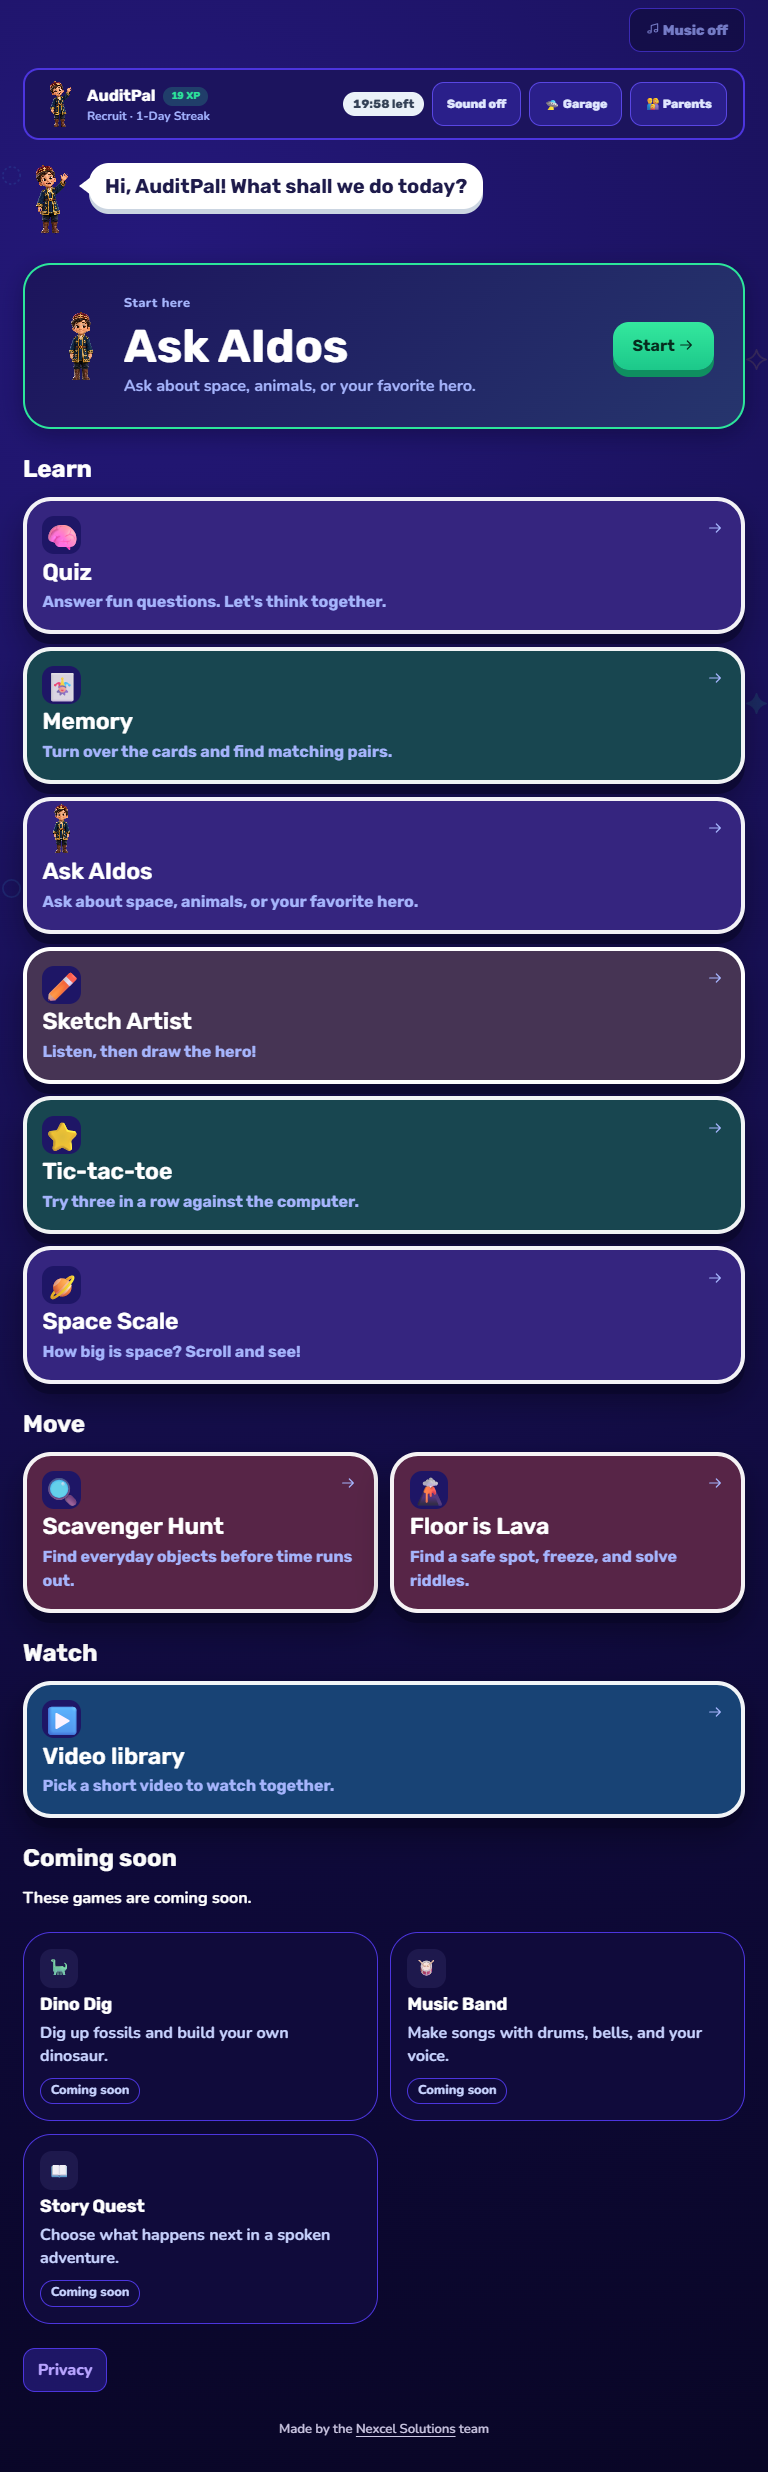 Music off
AuditPal 19 XP
Recruit · 1-Day Streak
19:58 left
Sound off
Garage
Parents
Hi, AuditPal! What shall we do today?
Start here
Ask AIdos
Ask about space, animals, or your favorite hero.
Start →
Learn
Quiz
Answer fun questions. Let's think together.
Memory
Turn over the cards and find matching pairs.
Ask AIdos
Ask about space, animals, or your favorite hero.
Sketch Artist
Listen, then draw the hero!
Tic-tac-toe
Try three in a row against the computer.
Space Scale
How big is space? Scroll and see!
Move
Scavenger Hunt
Find everyday objects before time runs
out.
Floor is Lava
Find a safe spot, freeze, and solve
riddles.
Watch
Video library
Pick a short video to watch together.
Coming soon
These games are coming soon.
Dino Dig
Dig up fossils and build your own
dinosaur.
Coming soon
Music Band
Make songs with drums, bells, and your
voice.
Coming soon
Story Quest
Choose what happens next in a spoken
adventure.
Coming soon
Privacy
Made by the Nexcel Solutions team